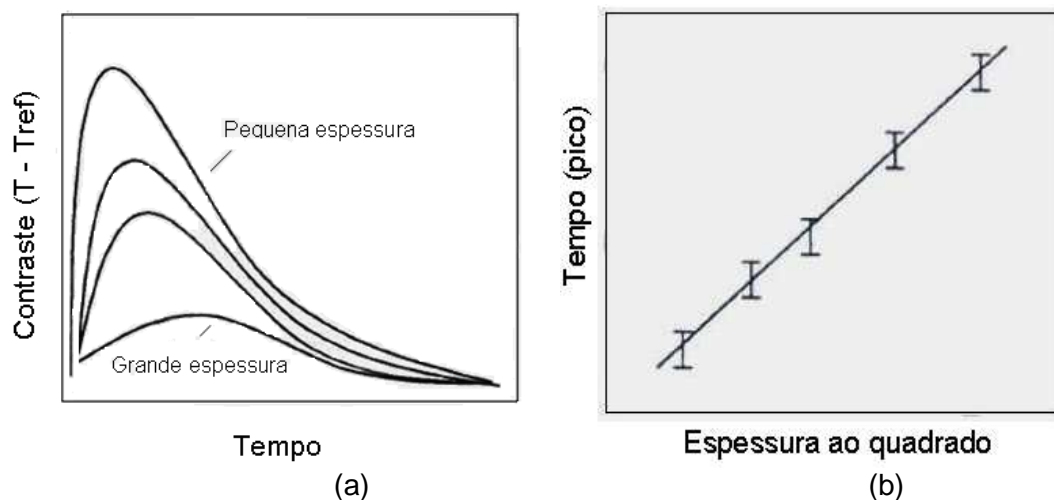 Contraste (T - Tref)
Pequena espessura
Grande espessura
Tempo
(a)
Tempo (pico)
Espessura ao quadrado
(b)